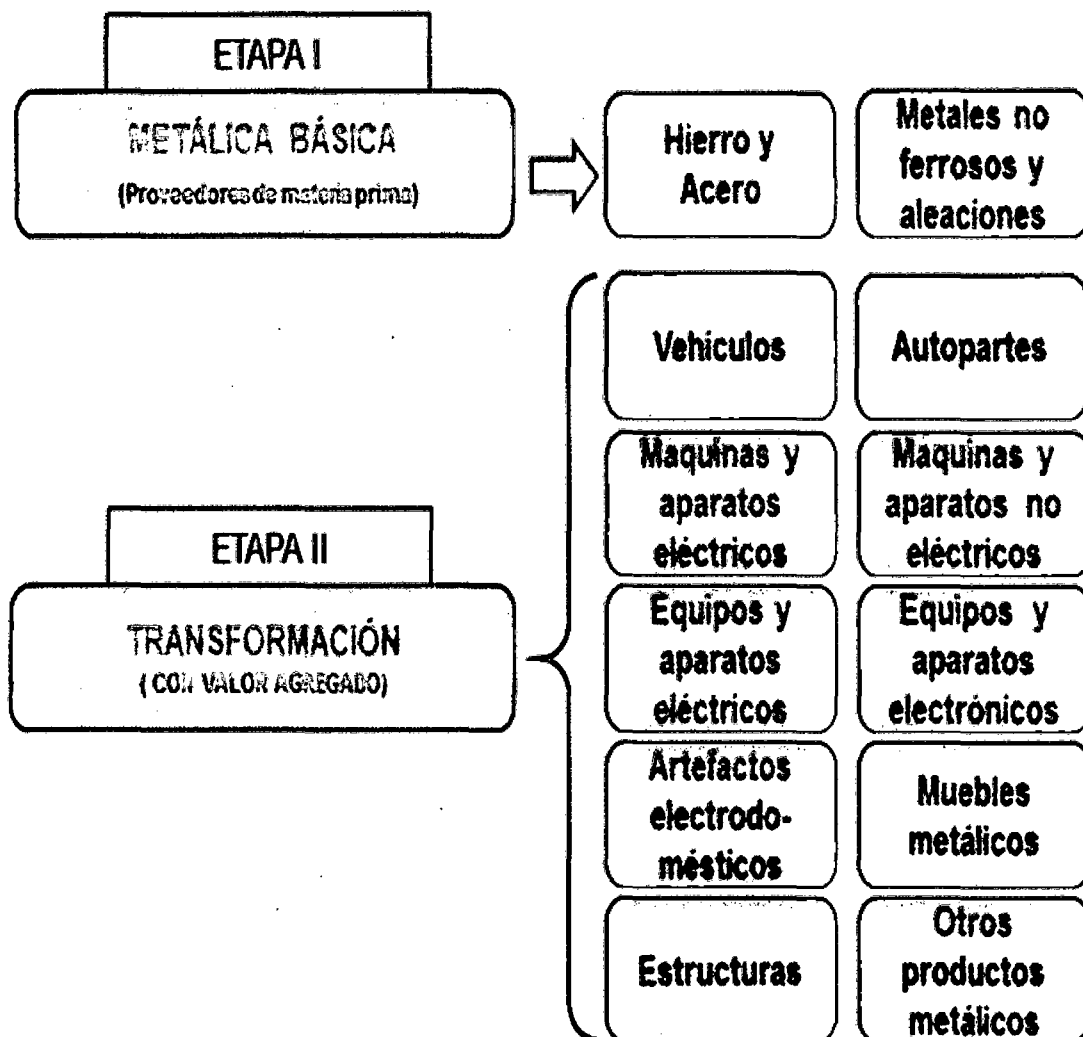 ETAPA I
METÁLICA BÁSICA
(Proveedores de materia prima)
Hierro y
Acero
Metales no
ferrosos y
aleaciones
Vehículos
Autopartes
Maquínas y
aparatos
eléctricos
Maquinas y
aparatos no
eléctricos
ETAPA II
TRANSFORMACIÓN
( CON VALOR AGREGADO)
Equipos y
aparatos
eléctricos
Equipos y
aparatos
electrónicos
Artefactos
electrodo-
mésticos
Muebles
metálicos
Estructuras
Otros
productos
metálicos